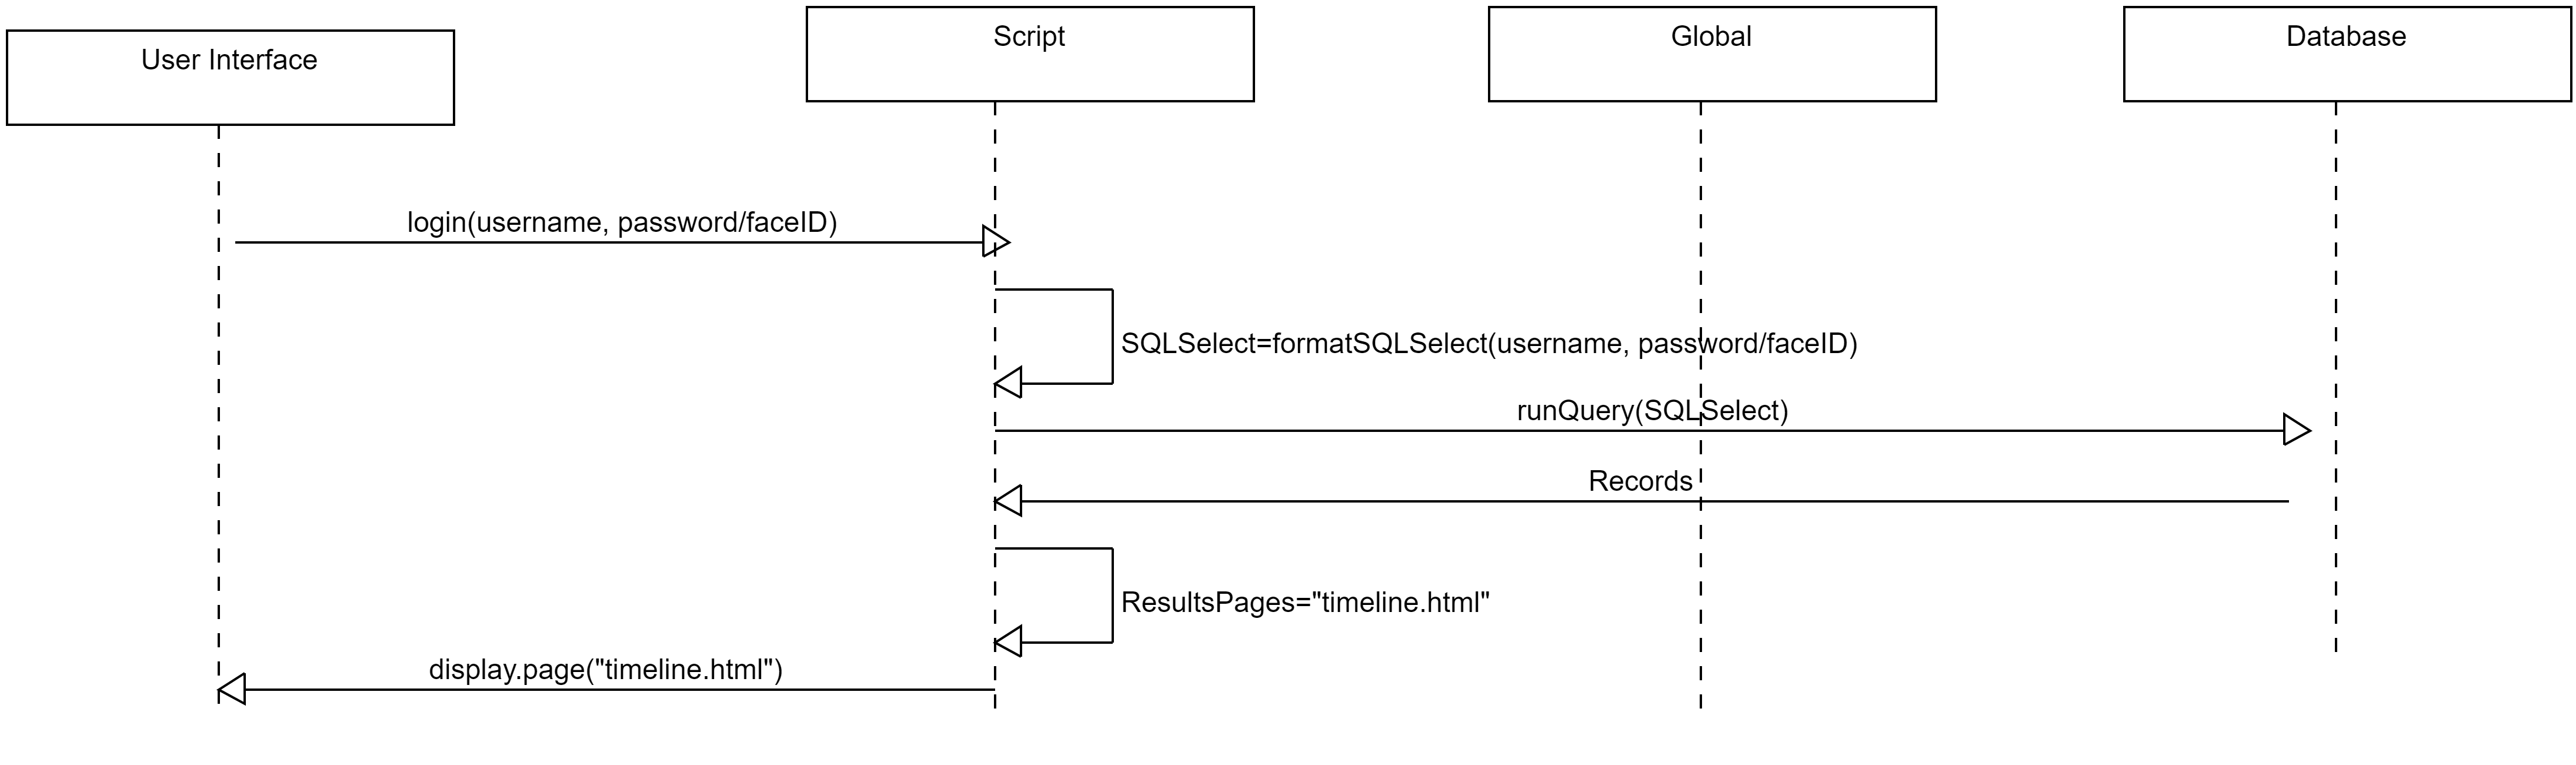 User Interface
Script
Global
Database
login(username, password/faceID)
SQLSelect=formatSQLSelect(username, password/faceID)
runQuery(SQLSelect)
Records
ResultsPages="timeline.html"
display.page("timeline.html")